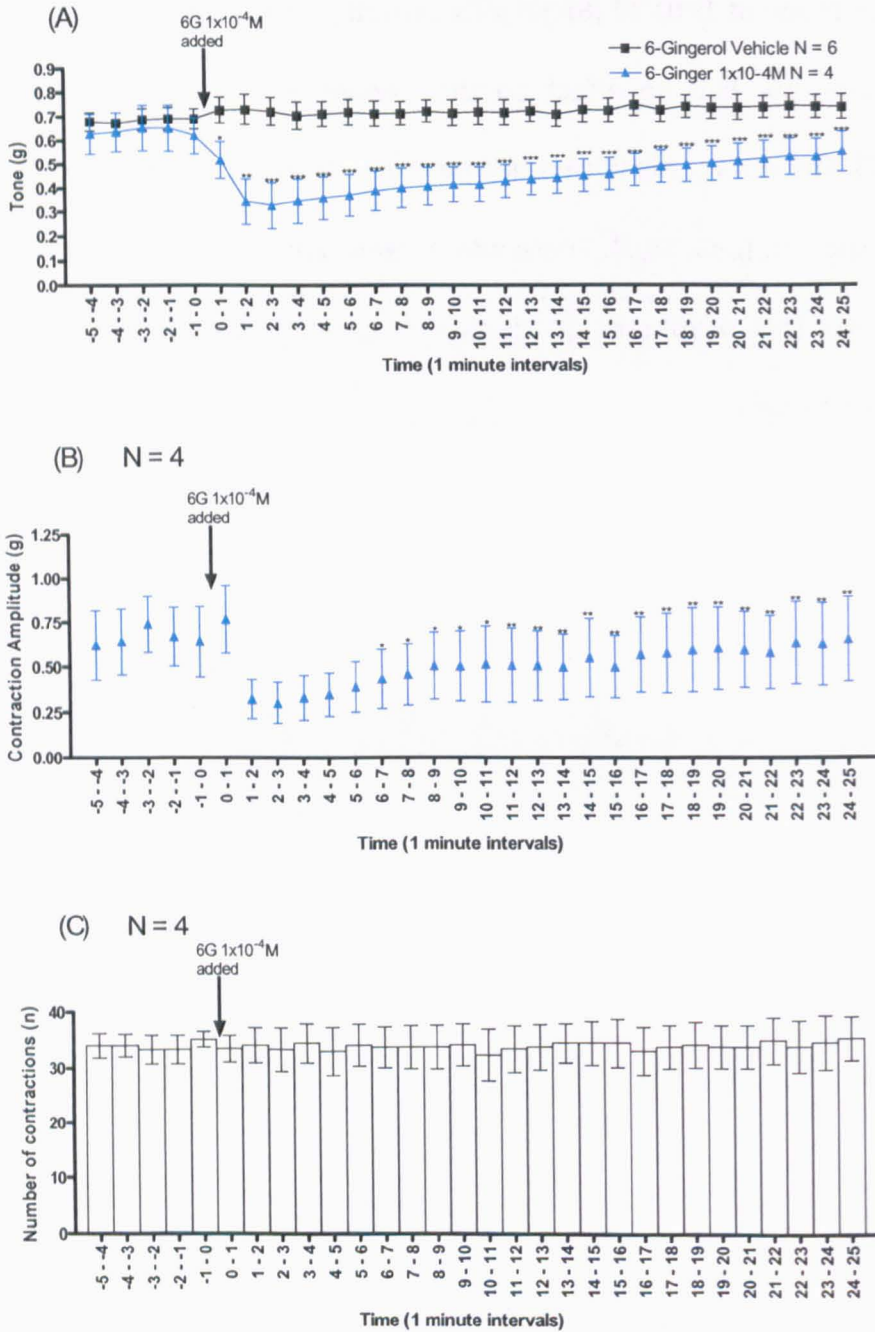 (A)
6G 1x10⁻⁴M
added
6-Gingerol Vehicle N = 6
6-Ginger 1x10-4M N = 4
Tone (g)
0.9
0.8
0.7
0.6
0.5
0.4
0.3
0.2
0.1
0.0
* ** *** *** *** *** *** *** *** *** *** *** *** *** *** *** *** *** *** *** *** *** *** *** ***
-5 - -4
-4 - -3
-3 - -2
-2 - -1
-1 - 0
0 - 1
1 - 2
2 - 3
3 - 4
4 - 5
5 - 6
6 - 7
7 - 8
8 - 9
9 - 10
10 - 11
11 - 12
12 - 13
13 - 14
14 - 15
15 - 16
16 - 17
17 - 18
18 - 19
19 - 20
20 - 21
21 - 22
22 - 23
23 - 24
24 - 25
Time (1 minute intervals)
(B) N = 4
6G 1x10⁻⁴M
added
Contraction Amplitude (g)
1.25
1.00
0.75
0.50
0.25
0.00
* * * * * ** ** ** ** ** ** ** ** ** ** ** ** ** **
-5 - -4
-4 - -3
-3 - -2
-2 - -1
-1 - 0
0 - 1
1 - 2
2 - 3
3 - 4
4 - 5
5 - 6
6 - 7
7 - 8
8 - 9
9 - 10
10 - 11
11 - 12
12 - 13
13 - 14
14 - 15
15 - 16
16 - 17
17 - 18
18 - 19
19 - 20
20 - 21
21 - 22
22 - 23
23 - 24
24 - 25
Time (1 minute intervals)
(C) N = 4
6G 1x10⁻⁴M
added
Number of contractions (n)
40
30
20
10
0
-5 - -4
-4 - -3
-3 - -2
-2 - -1
-1 - 0
0 - 1
1 - 2
2 - 3
3 - 4
4 - 5
5 - 6
6 - 7
7 - 8
8 - 9
9 - 10
10 - 11
11 - 12
12 - 13
13 - 14
14 - 15
15 - 16
16 - 17
17 - 18
18 - 19
19 - 20
20 - 21
21 - 22
22 - 23
23 - 24
24 - 25
Time (1 minute intervals)